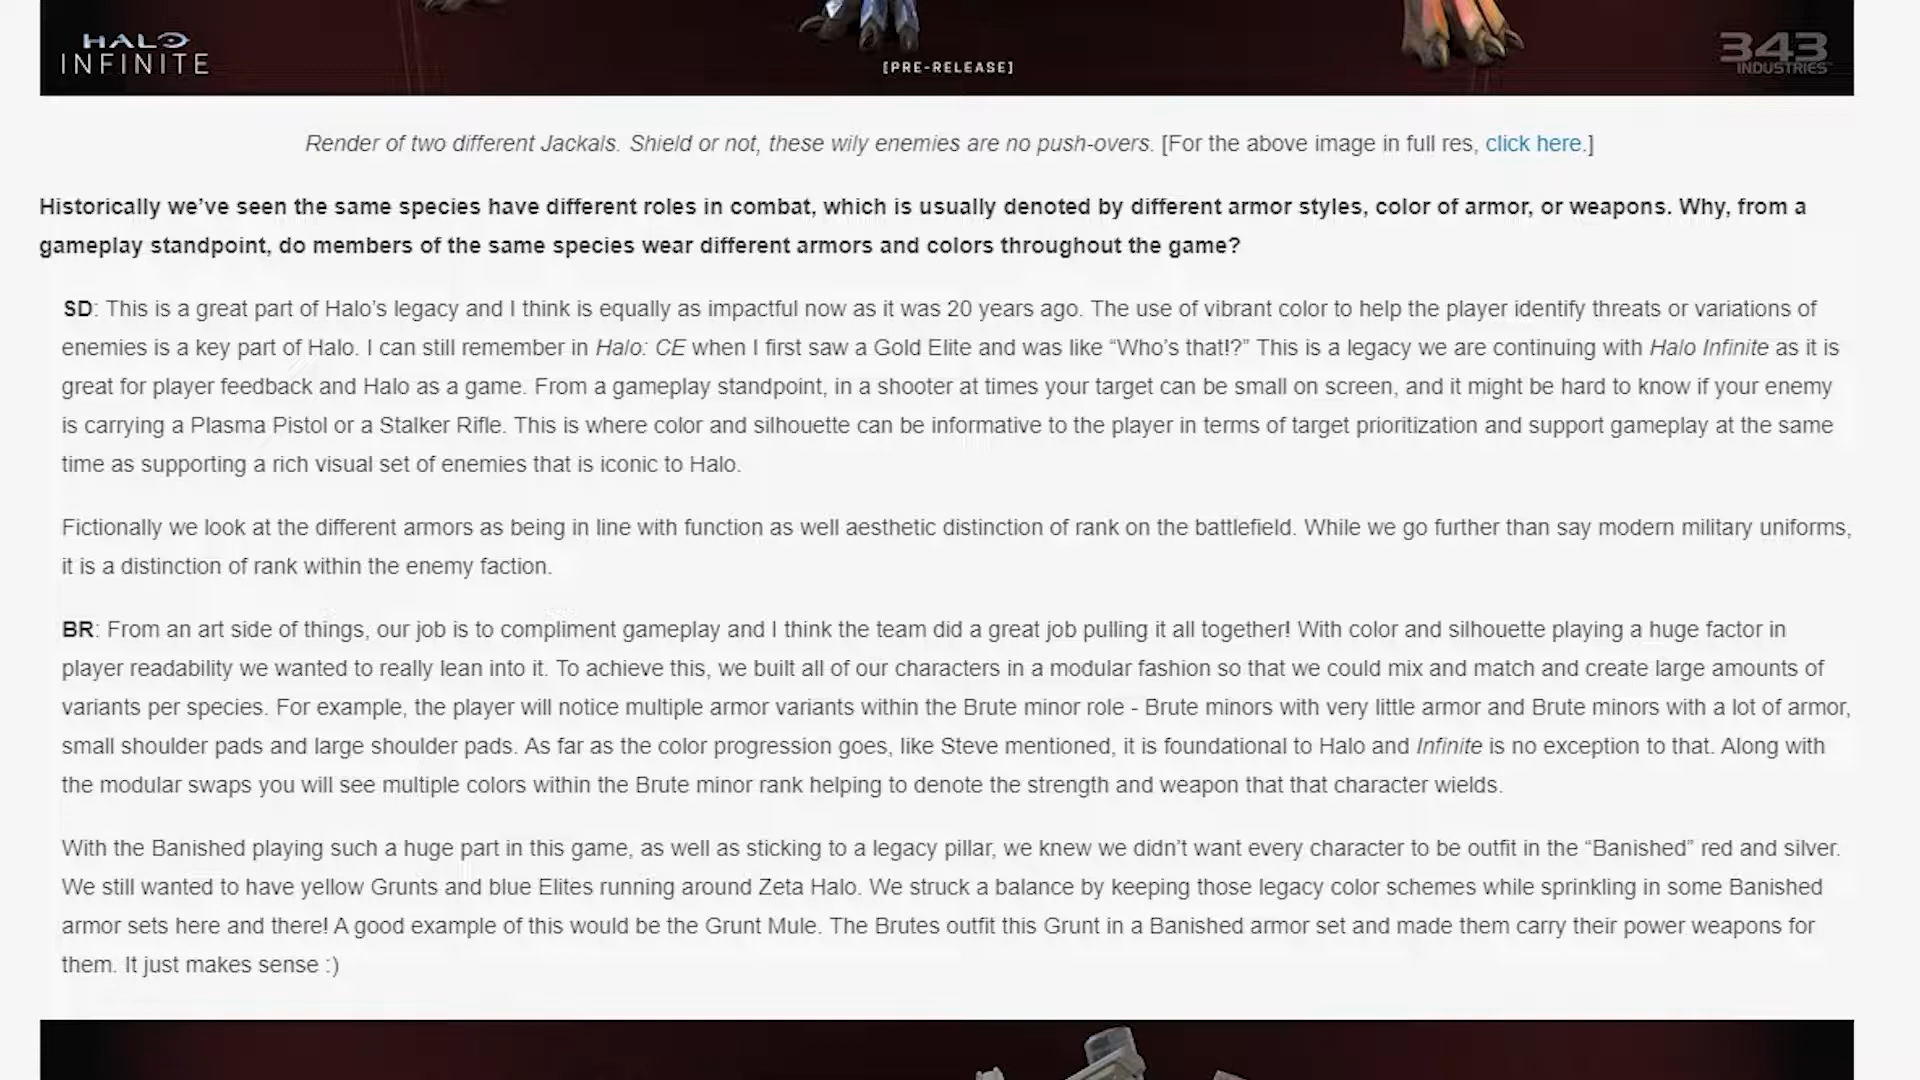 HALO
INFINITE
[PRE-RELEASE]
343
INDUSTRIES
Render of two different Jackals. Shield or not, these wily enemies are no push-overs. [For the above image in full res, click here.]
Historically we’ve seen the same species have different roles in combat, which is usually denoted by different armor styles, color of armor, or weapons. Why, from a
gameplay standpoint, do members of the same species wear different armors and colors throughout the game?
SD: This is a great part of Halo’s legacy and I think is equally as impactful now as it was 20 years ago. The use of vibrant color to help the player identify threats or variations of
enemies is a key part of Halo. I can still remember in Halo: CE when I first saw a Gold Elite and was like “Who’s that!?” This is a legacy we are continuing with Halo Infinite as it is
great for player feedback and Halo as a game. From a gameplay standpoint, in a shooter at times your target can be small on screen, and it might be hard to know if your enemy
is carrying a Plasma Pistol or a Stalker Rifle. This is where color and silhouette can be informative to the player in terms of target prioritization and support gameplay at the same
time as supporting a rich visual set of enemies that is iconic to Halo.
Fictionally we look at the different armors as being in line with function as well aesthetic distinction of rank on the battlefield. While we go further than say modern military uniforms,
it is a distinction of rank within the enemy faction.
BR: From an art side of things, our job is to compliment gameplay and I think the team did a great job pulling it all together! With color and silhouette playing a huge factor in
player readability we wanted to really lean into it. To achieve this, we built all of our characters in a modular fashion so that we could mix and match and create large amounts of
variants per species. For example, the player will notice multiple armor variants within the Brute minor role - Brute minors with very little armor and Brute minors with a lot of armor,
small shoulder pads and large shoulder pads. As far as the color progression goes, like Steve mentioned, it is foundational to Halo and Infinite is no exception to that. Along with
the modular swaps you will see multiple colors within the Brute minor rank helping to denote the strength and weapon that that character wields.
With the Banished playing such a huge part in this game, as well as sticking to a legacy pillar, we knew we didn’t want every character to be outfit in the “Banished” red and silver.
We still wanted to have yellow Grunts and blue Elites running around Zeta Halo. We struck a balance by keeping those legacy color schemes while sprinkling in some Banished
armor sets here and there! A good example of this would be the Grunt Mule. The Brutes outfit this Grunt in a Banished armor set and made them carry their power weapons for
them. It just makes sense :)